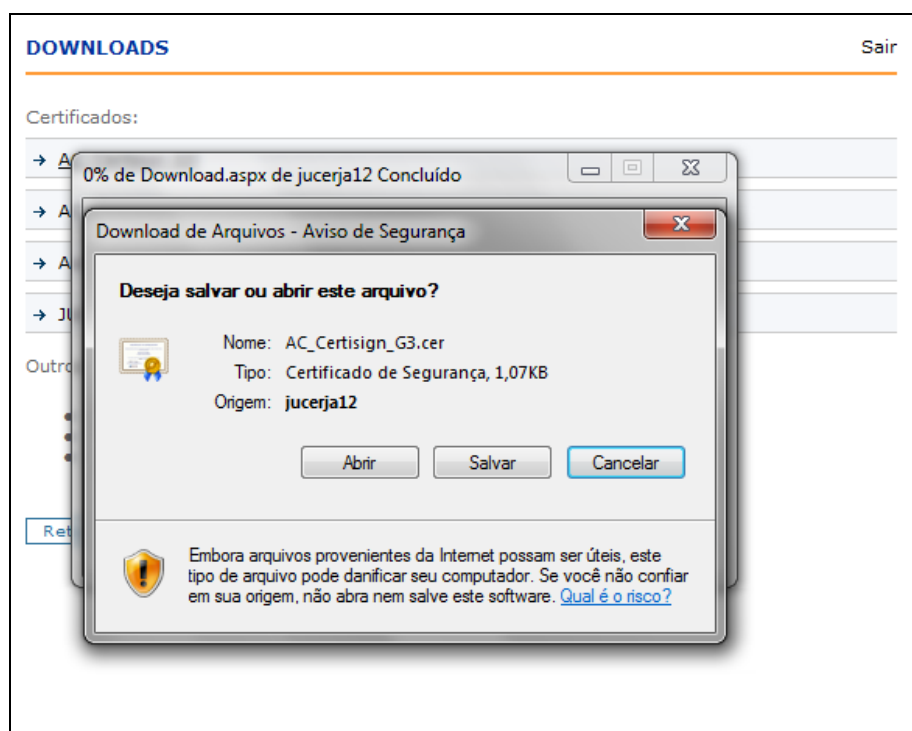 DOWNLOADS
Sair
Certificados:
0% de Download.aspx de jucerja12 Concluído
Download de Arquivos - Aviso de Segurança
Deseja salvar ou abrir este arquivo?
Nome: AC_Certisign_G3.cer
Tipo: Certificado de Segurança, 1,07KB
Origem: jucerja12
Abrir
Salvar
Cancelar
Embora arquivos provenientes da Internet possam ser úteis, este
tipo de arquivo pode danificar seu computador. Se você não confiar
em sua origem, não abra nem salve este software. Qual é o risco?